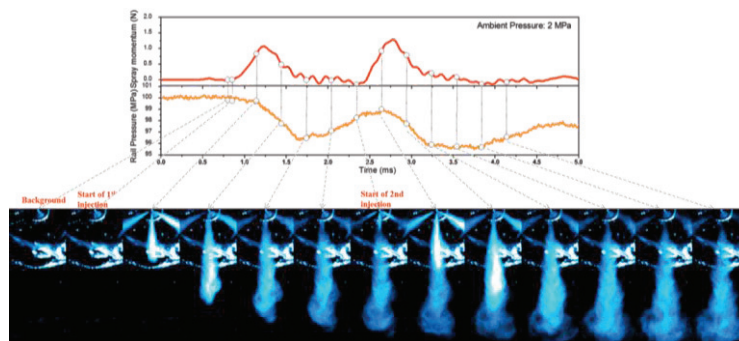 Ambient Pressure: 2 MPa
Spray momentum (N)
2.0
1.5
1.0
0.5
0.0
101
100
99
98
97
96
95
Rail Pressure (MPa)
0.0 0.5 1.0 1.5 2.0 2.5 3.0 3.5 4.0 4.5 5.0
Time (ms)
Background
Start of 1st
injection
Start of 2nd
injection